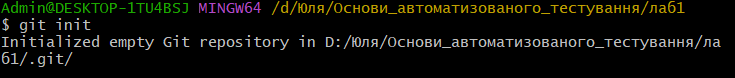 Admin@DESKTOP-1TU4BSJ MINGW64 /d/Юля/Основи_автоматизованого_тестування/лаб1
$ git init
Initialized empty Git repository in D:/Юля/Основи_автоматизованого_тестування/ла
б1/.git/